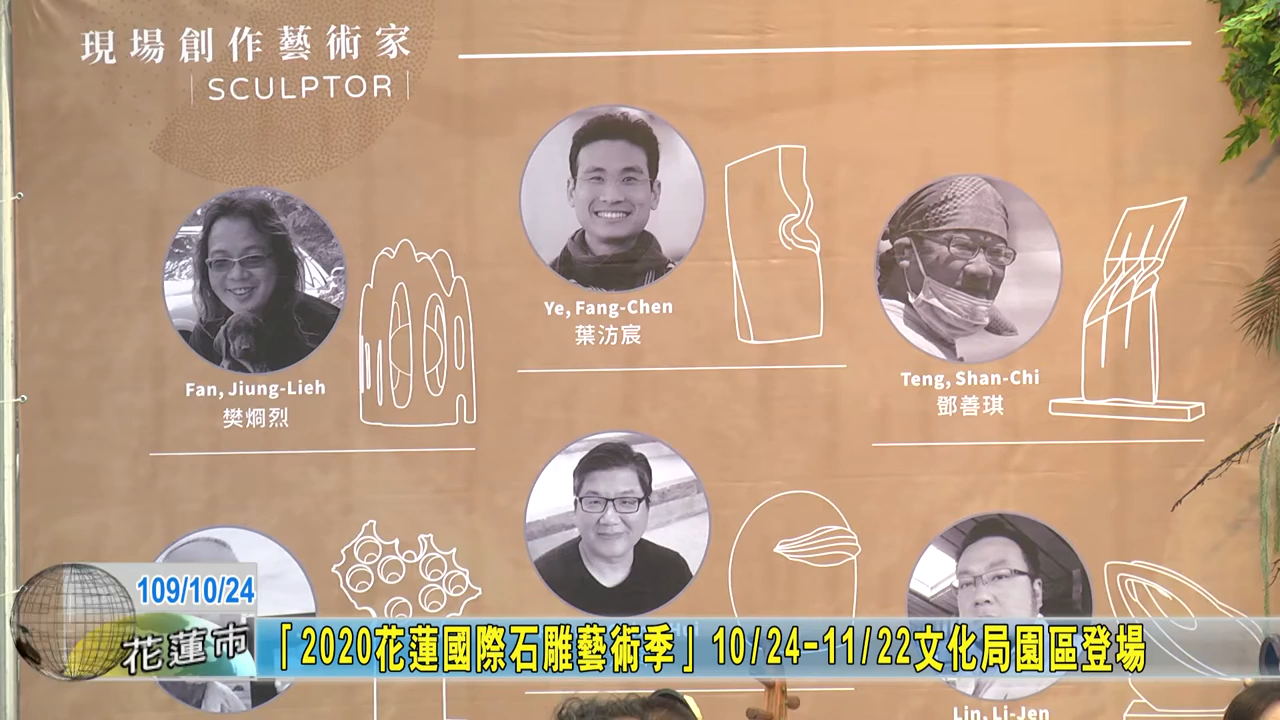 現場創作藝術家
SCULPTOR
Ye, Fang-Chen
葉汸宸
Fan, Jiung-Lieh
樊炯烈
Teng, Shan-Chi
鄧善琪
109/10/24
花蓮市
「2020花蓮國際石雕藝術季」10/24-11/22文化局園區登場
Lin, Li-Jen